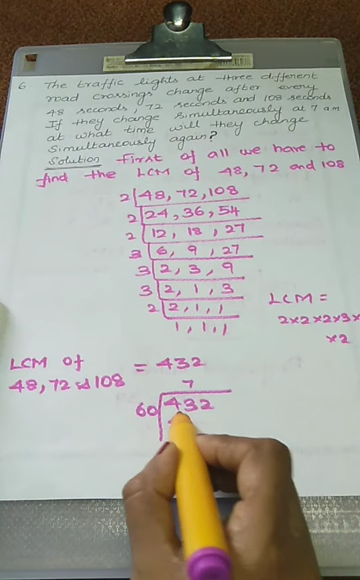 6 The traffic lights at three different
road crossings change after every
48 seconds, 72 seconds and 108 seconds
If they change simultaneously at 7 am
at what time will they change
simultaneously again?
Solution First of all we have to
find the LCM of 48, 72 and 108
2 48, 72, 108
2 24, 36, 54
2 12, 18, 27
3 6, 9, 27
3 2, 3, 9
3 2, 1, 3
2 2, 1, 1
1, 1, 1
LCM =
2×2×2×3×
×2
LCM of = 432
48, 72 & 108
7
60 432